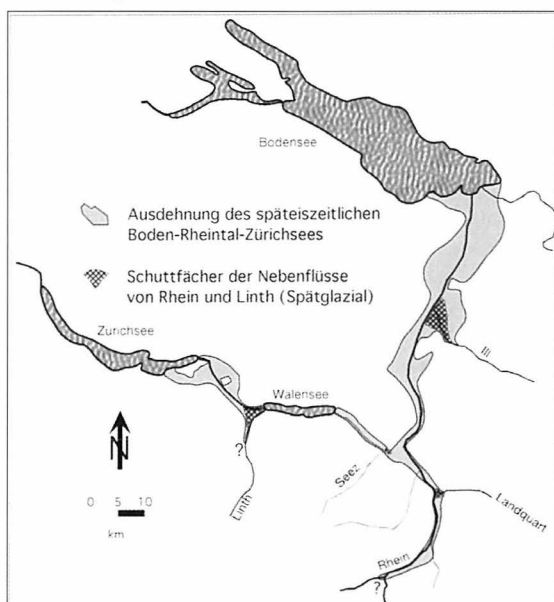 Bodensee
Ausdehnung des späteiszeitlichen
Boden-Rheintal-Zürichsees
Schuttfächer der Nebenflüsse
von Rhein und Linth (Spätglazial)
Zürichsee
Ill
Walensee
?
N
Seez
0 5 10
km
Linth
Landquart
Rhein
?